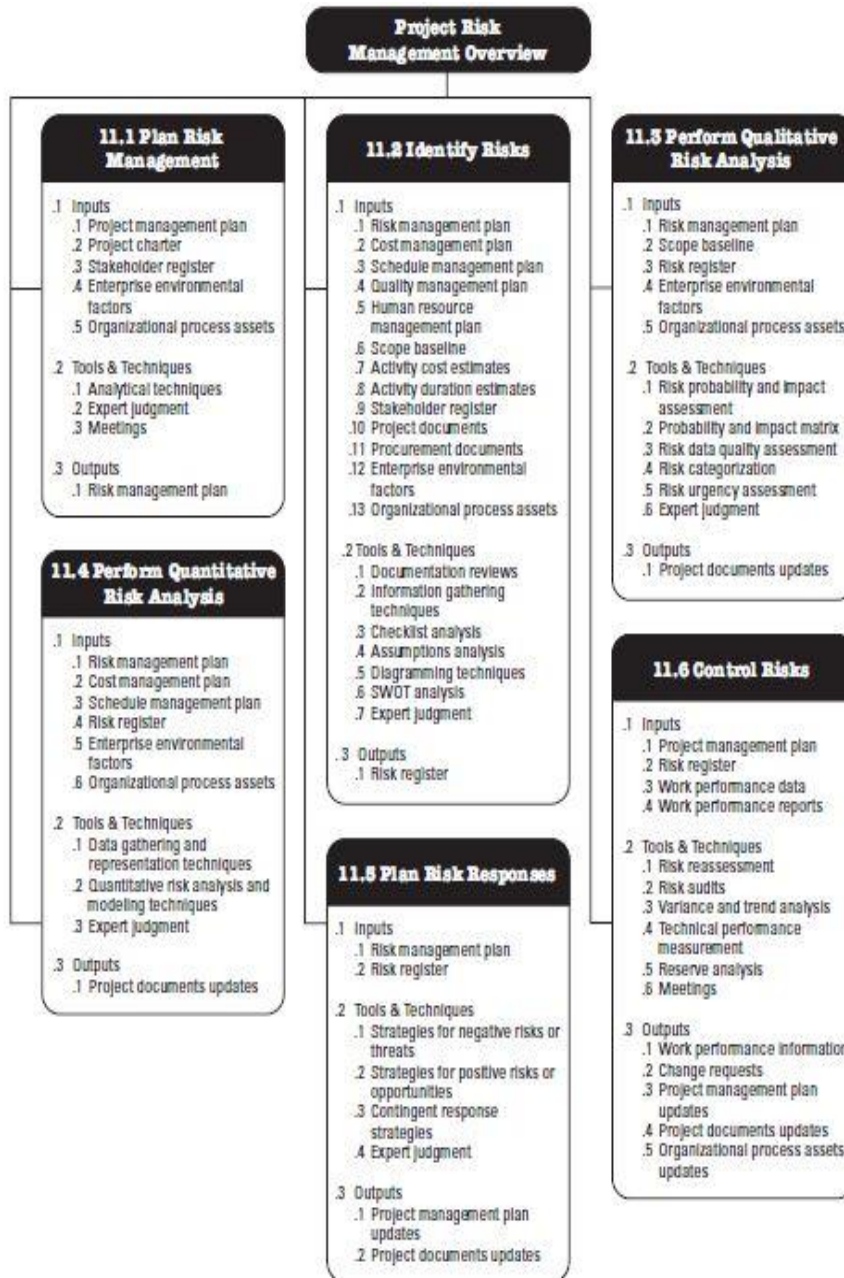 Project Risk
Management Overview
11.1 Plan Risk
Management
.1 Inputs
.1 Project management plan
.2 Project charter
.3 Stakeholder register
.4 Enterprise environmental
factors
.5 Organizational process assets
.2 Tools & Techniques
.1 Analytical techniques
.2 Expert judgment
.3 Meetings
.3 Outputs
.1 Risk management plan
11.2 Identify Risks
.1 Inputs
.1 Risk management plan
.2 Cost management plan
.3 Schedule management plan
.4 Quality management plan
.5 Human resource
management plan
.6 Scope baseline
.7 Activity cost estimates
.8 Activity duration estimates
.9 Stakeholder register
.10 Project documents
.11 Procurement documents
.12 Enterprise environmental
factors
.13 Organizational process assets
.2 Tools & Techniques
.1 Documentation reviews
.2 Information gathering
techniques
.3 Checklist analysis
.4 Assumptions analysis
.5 Diagramming techniques
.6 SWOT analysis
.7 Expert judgment
.3 Outputs
.1 Risk register
11.3 Perform Qualitative
Risk Analysis
.1 Inputs
.1 Risk management plan
.2 Scope baseline
.3 Risk register
.4 Enterprise environmental
factors
.5 Organizational process assets
.2 Tools & Techniques
.1 Risk probability and impact
assessment
.2 Probability and impact matrix
.3 Risk data quality assessment
.4 Risk categorization
.5 Risk urgency assessment
.6 Expert judgment
.3 Outputs
.1 Project documents updates
11.4 Perform Quantitative
Risk Analysis
.1 Inputs
.1 Risk management plan
.2 Cost management plan
.3 Schedule management plan
.4 Risk register
.5 Enterprise environmental
factors
.6 Organizational process assets
.2 Tools & Techniques
.1 Data gathering and
representation techniques
.2 Quantitative risk analysis and
modeling techniques
.3 Expert judgment
.3 Outputs
.1 Project documents updates
11.5 Plan Risk Responses
.1 Inputs
.1 Risk management plan
.2 Risk register
.2 Tools & Techniques
.1 Strategies for negative risks or
threats
.2 Strategies for positive risks or
opportunities
.3 Contingent response
strategies
.4 Expert judgment
.3 Outputs
.1 Project management plan
updates
.2 Project documents updates
11.6 Control Risks
.1 Inputs
.1 Project management plan
.2 Risk register
.3 Work performance data
.4 Work performance reports
.2 Tools & Techniques
.1 Risk reassessment
.2 Risk audits
.3 Variance and trend analysis
.4 Technical performance
measurement
.5 Reserve analysis
.6 Meetings
.3 Outputs
.1 Work performance information
.2 Change requests
.3 Project management plan
updates
.4 Project documents updates
.5 Organizational process assets
updates